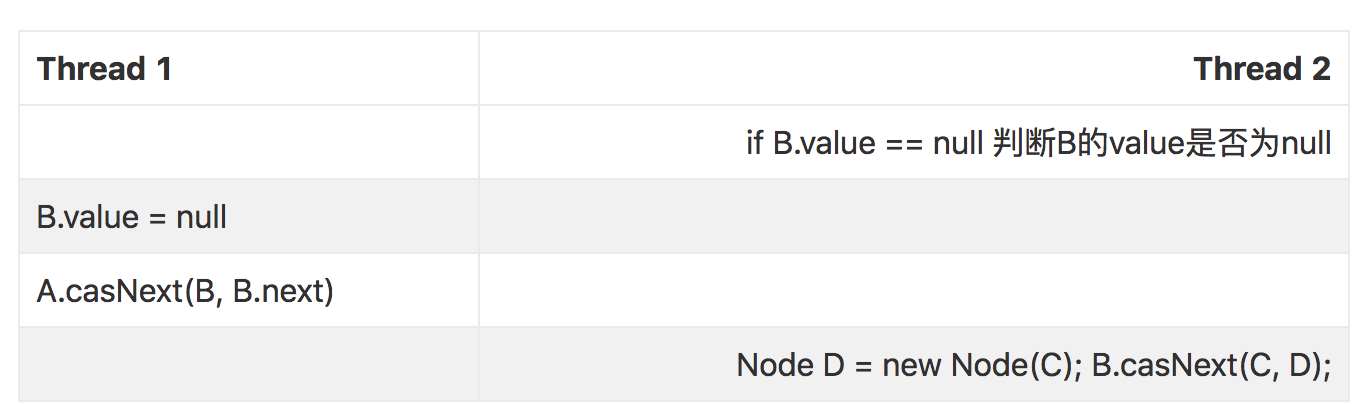 Thread 1
Thread 2
if B.value == null 判断B的value是否为null
B.value = null
A.casNext(B, B.next)
Node D = new Node(C); B.casNext(C, D);